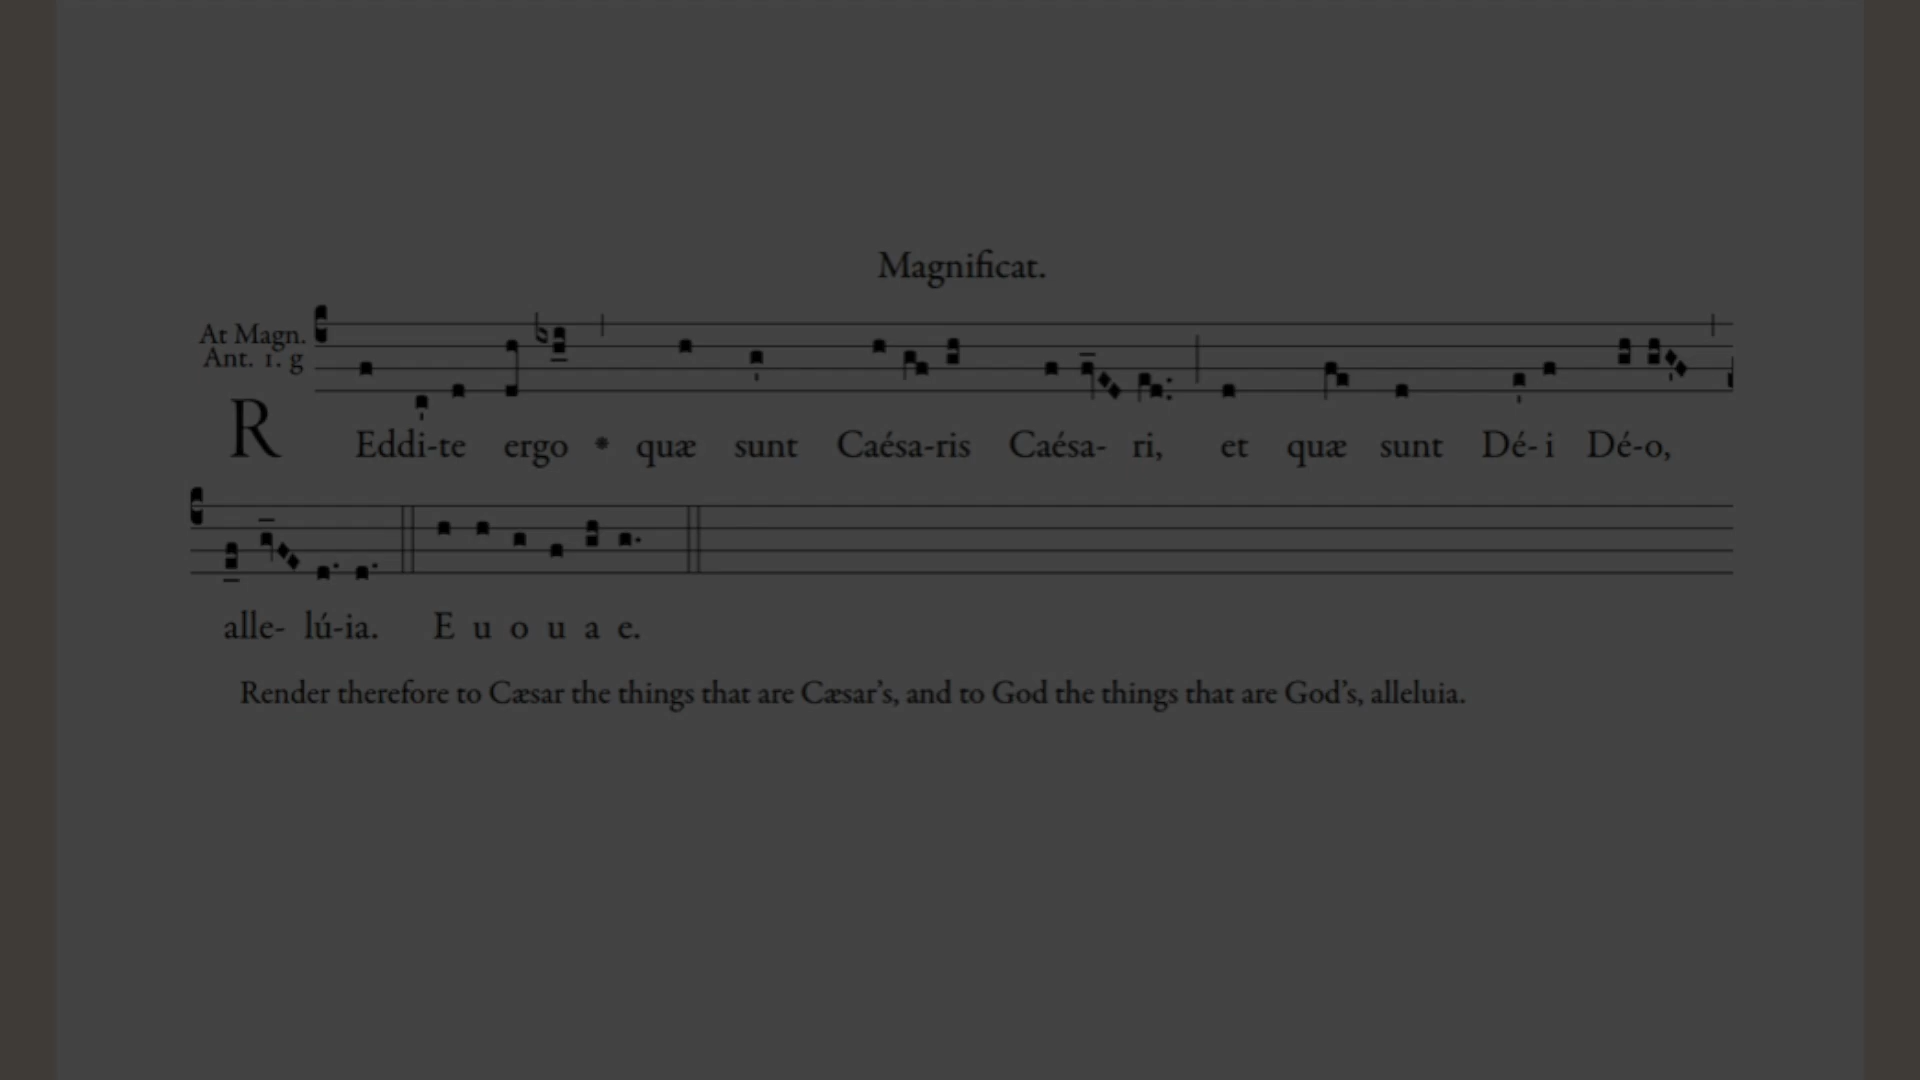 Magnificat.
At Magn.
Ant. 1. g
REddi-te ergo * quæ sunt Caésa-ris Caésa- ri, et quæ sunt Dé- i Dé-o,
alle- lú-ia. E u o u a e.
Render therefore to Cæsar the things that are Cæsar’s, and to God the things that are God’s, alleluia.